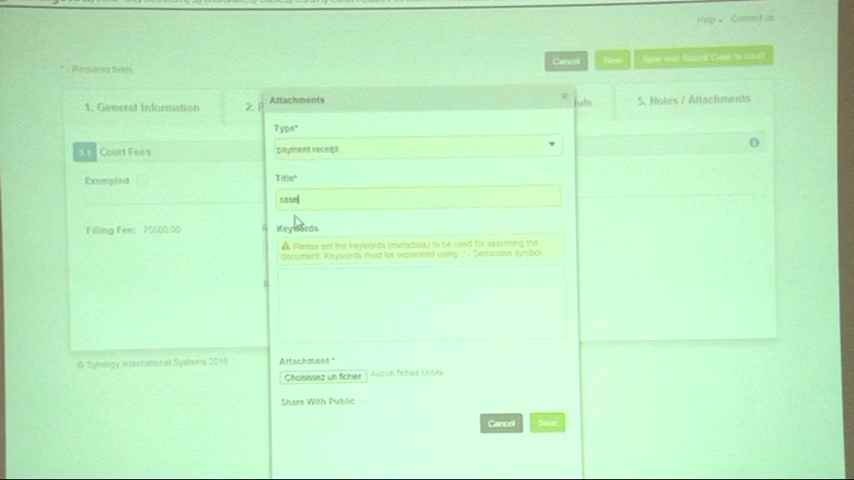 Help
Contact us
* - Required fields
Cancel
Save
Save and Submit Case to court
1. General Information
2. P
Attachments
5. Notes / Attachments
3.1 Court Fees
Type*
payment receipt
Exempted
Title*
case
Filling Fee: 75000.00
Keywords
Please set the keywords (metadata) to be used for searching the
document. Keywords must be separated using ';' - Semicolon symbol.
Attachment *
Choisissez un fichier Aucun fichier choisi
© Synergy International Systems 2016
Share With Public
Cancel
Save